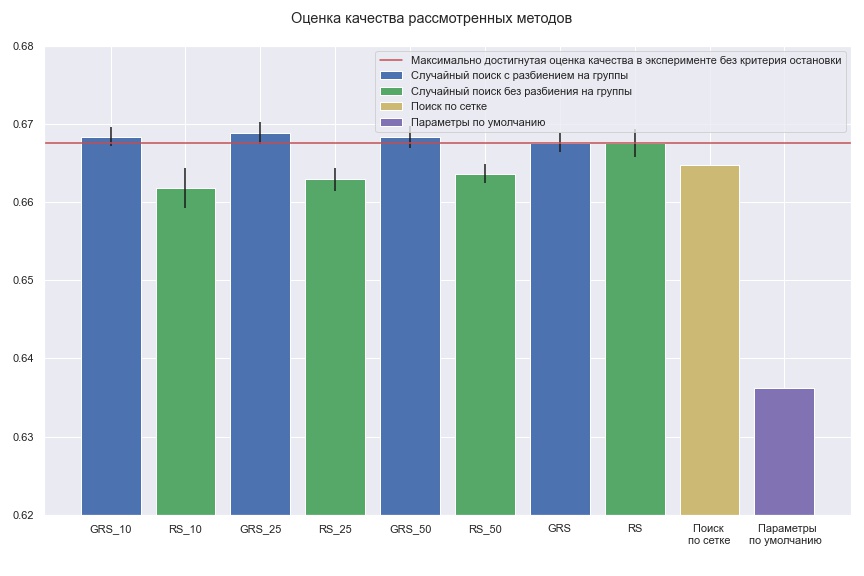 Оценка качества рассмотренных методов
0.68
0.67
0.66
0.65
0.64
0.63
0.62
Максимально достигнутая оценка качества в эксперименте без критерия остановки
Случайный поиск с разбиением на группы
Случайный поиск без разбиения на группы
Поиск по сетке
Параметры по умолчанию
GRS_10
RS_10
GRS_25
RS_25
GRS_50
RS_50
GRS
RS
Поиск
по сетке
Параметры
по умолчанию